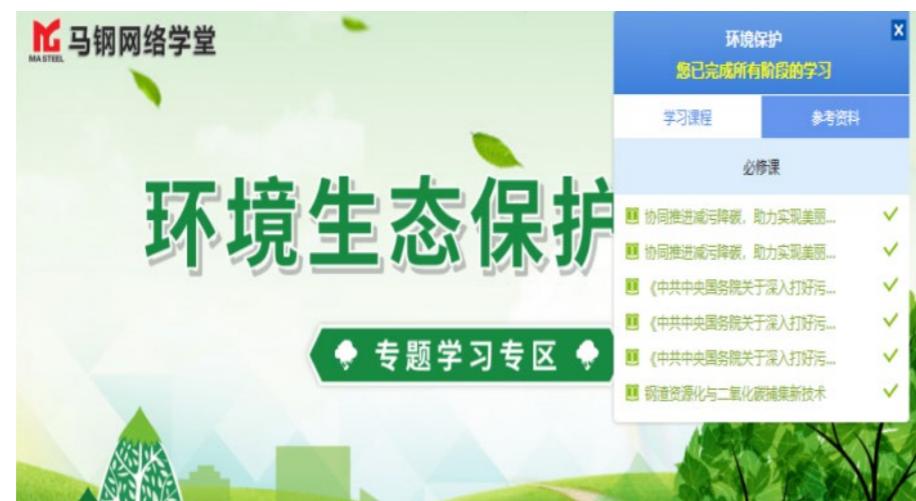 马钢网络学堂
MA STEEL
环境生态保护
专题学习专区
环境保护
X
您已完成所有阶段的学习
学习课程
参考资料
必修课
协同推进减污降碳，助力实现美丽...
协同推进减污降碳，助力实现美丽...
《中共中央国务院关于深入打好污...
《中共中央国务院关于深入打好污...
《中共中央国务院关于深入打好污...
钢渣资源化与二氧化碳捕集新技术